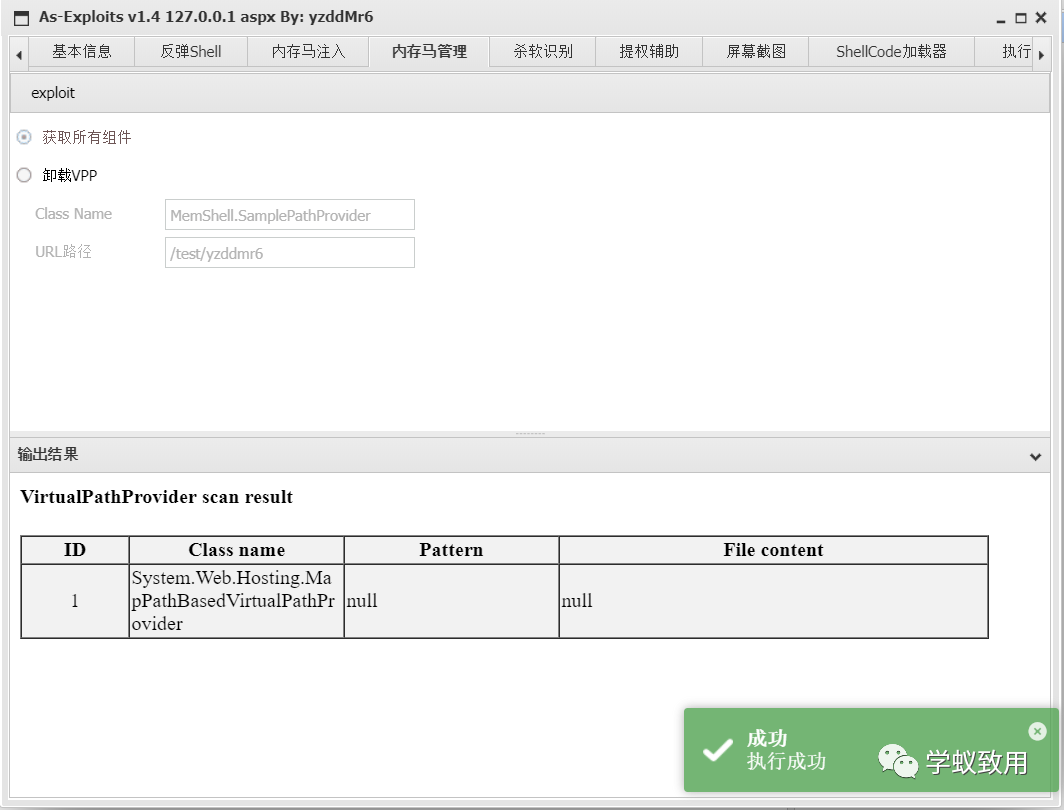 As-Exploits v1.4 127.0.0.1 aspx By: yzddMr6
基本信息 反弹Shell 内存马注入 内存马管理 杀软识别 提权辅助 屏幕截图 ShellCode加载器 执行
exploit
获取所有组件
卸载VPP
Class Name MemShell.SamplePathProvider
URL路径 /test/yzddmr6
输出结果
VirtualPathProvider scan result
ID Class name Pattern File content
1 System.Web.Hosting.Ma
pPathBasedVirtualPathPr
ovider null null
成功
执行成功
学蚁致用